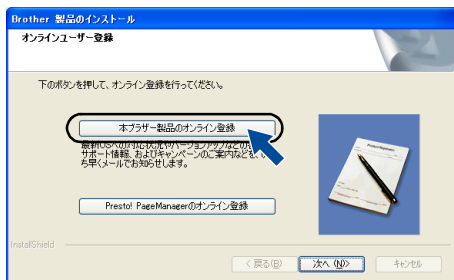 Brother 製品のインストール
オンラインユーザー登録
下のボタンを押して、オンライン登録を行ってください。
本ブラザー製品のオンライン登録
最新OSへの対応状況やバージョンアップなどの
サポート情報、およびキャンペーンのご案内などを、い
ち早くメールでお知らせします。
Presto! PageManagerのオンライン登録
InstallShield
< 戻る(B)
次へ (N)>
キャンセル